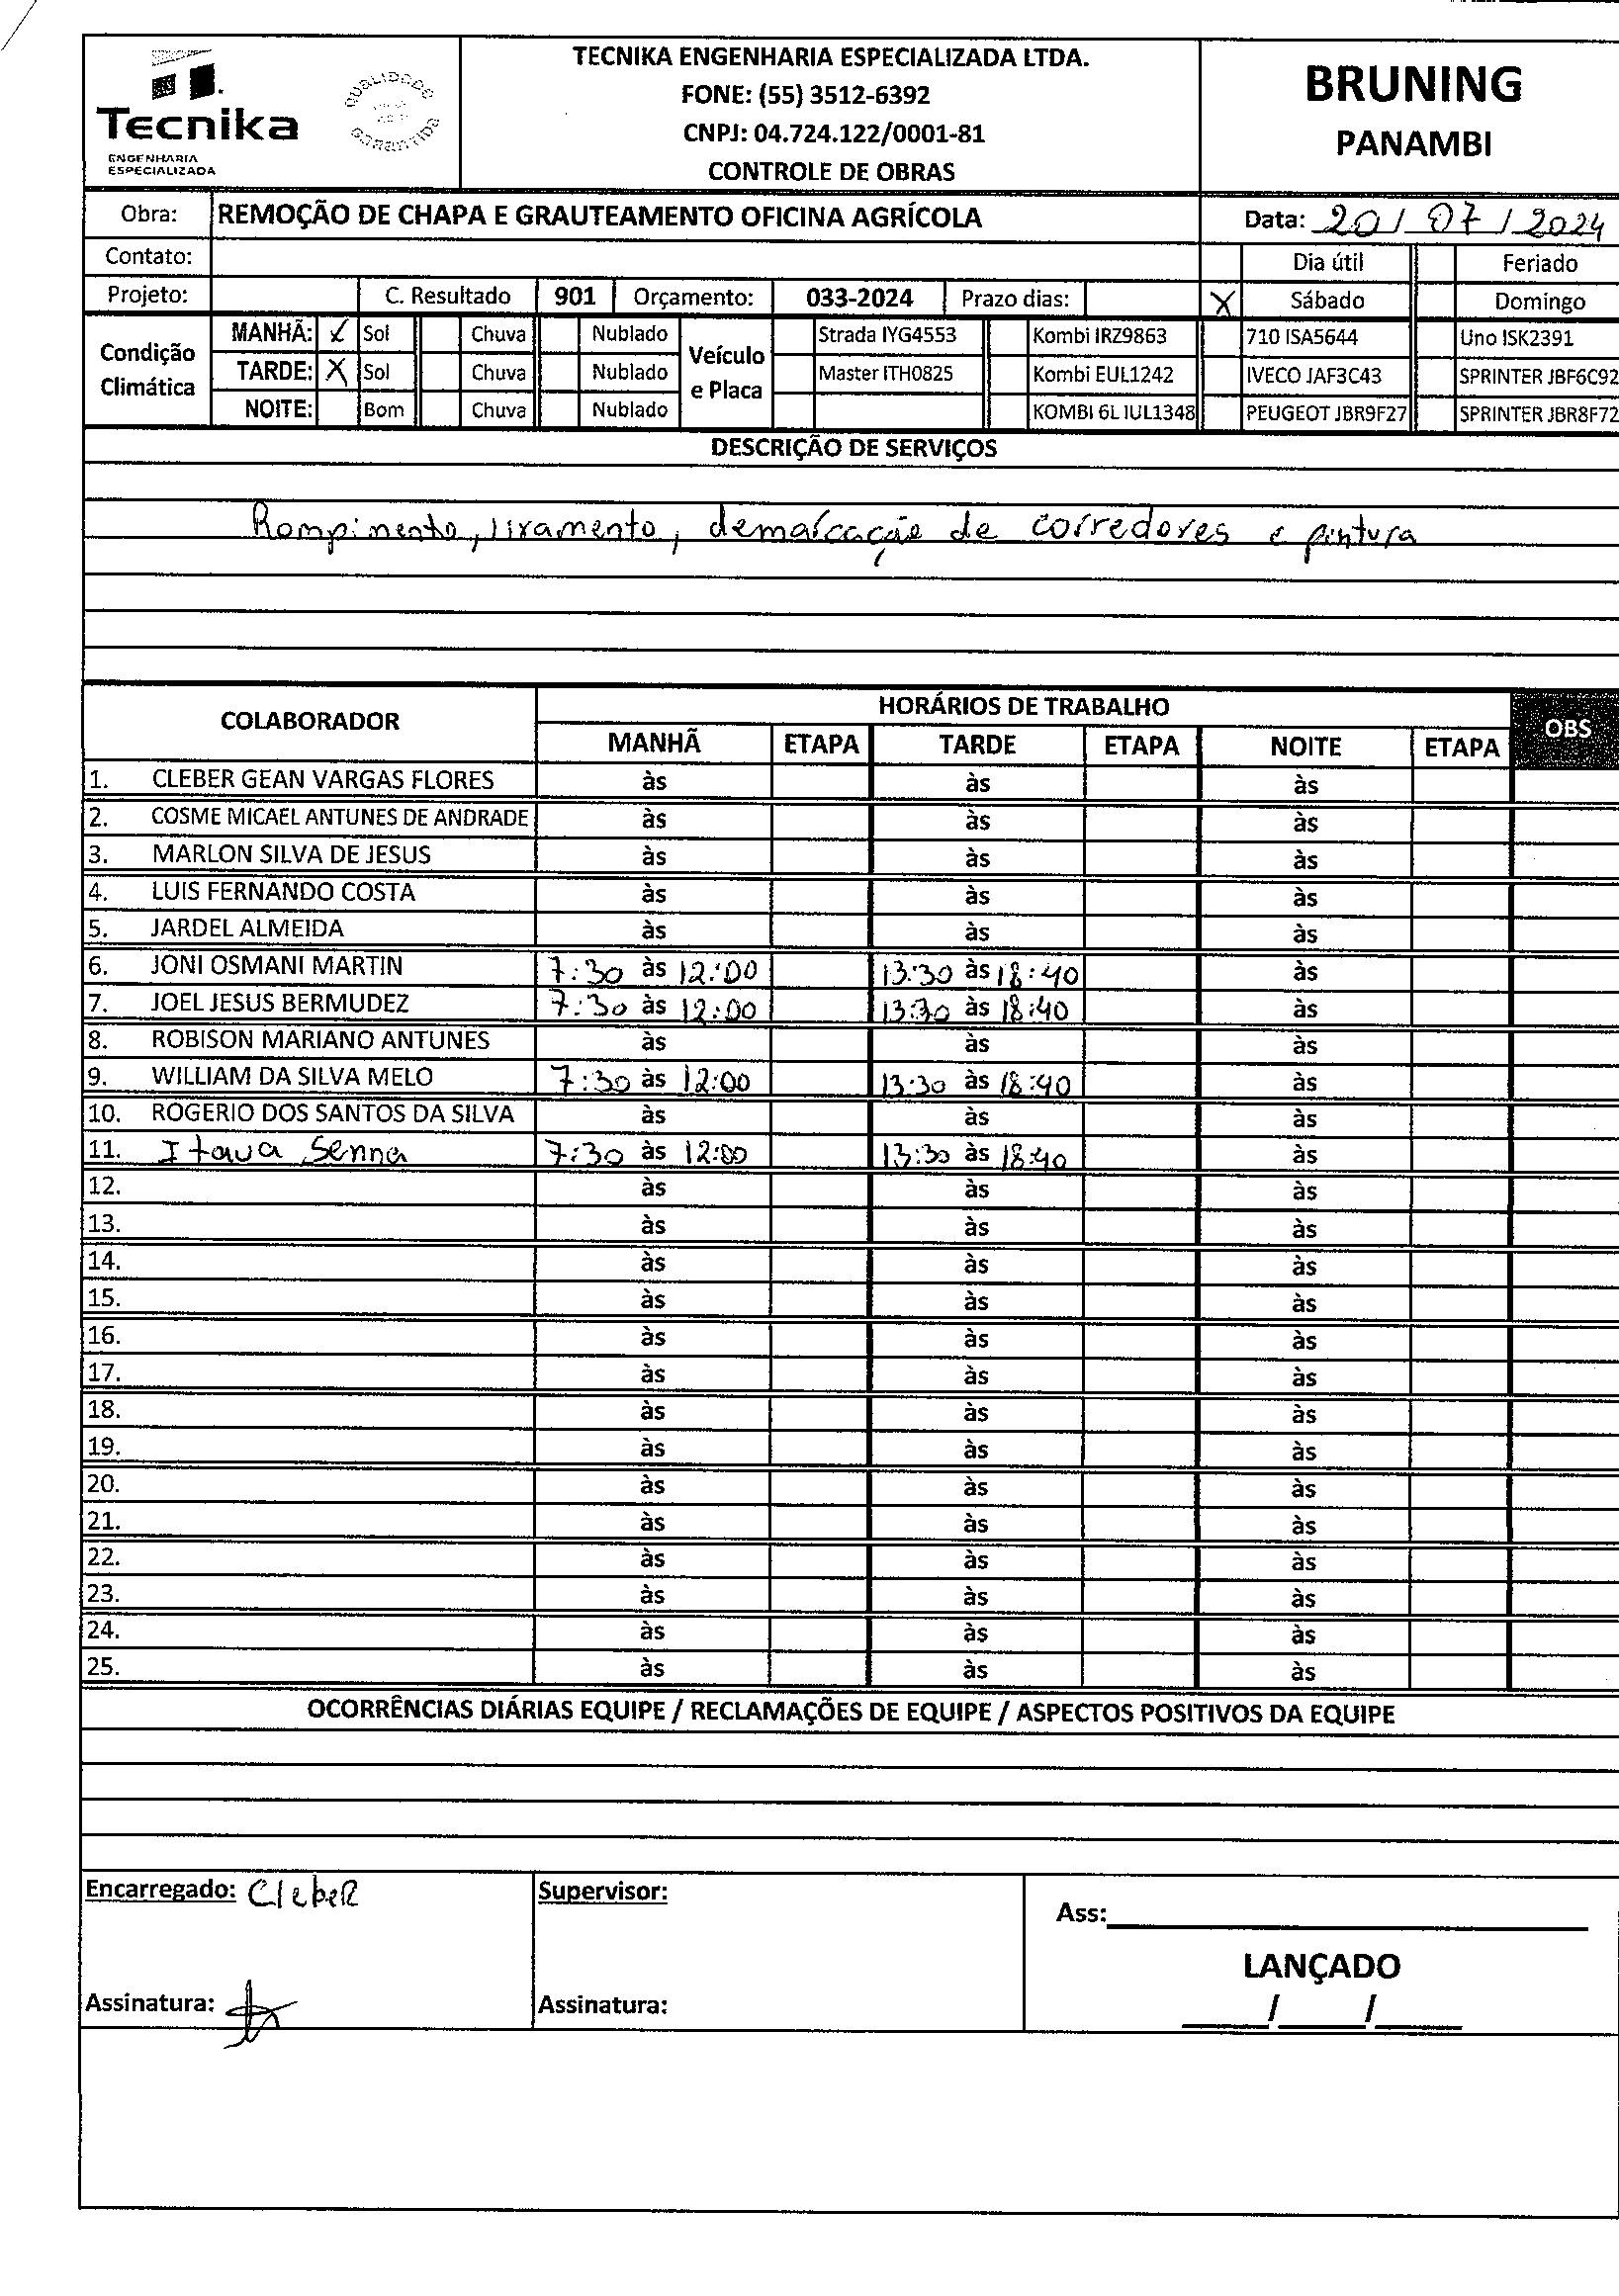 TECNIKA ENGENHARIA ESPECIALIZADA LTDA.
FONE: (55) 3512-6392
CNPJ: 04.724.122/0001-81
CONTROLE DE OBRAS
Tecnika
ENGENHARIA
ESPECIALIZADA
QUALIDADE
GARANTIDA
BRUNING
PANAMBI
Obra: REMOÇÃO DE CHAPA E GRAUTEAMENTO OFICINA AGRÍCOLA Data: 20/07/2024
Contato: Dia útil Feriado
Projeto: C. Resultado 901 Orçamento: 033-2024 Prazo dias: X Sábado Domingo
Condição Climática
MANHÃ: X Sol Chuva Nublado
TARDE: X Sol Chuva Nublado
NOITE: Bom Chuva Nublado
Veículo e Placa
Strada IYG4553 Kombi IRZ9863 710 ISA5644 Uno ISK2391
Master ITH0825 Kombi EUL1242 IVECO JAF3C43 SPRINTER JBF6C92
KOMBI 6L IUL1348 PEUGEOT JBR9F27 SPRINTER JBR8F72
DESCRIÇÃO DE SERVIÇOS
Rompimento, lixamento, demarcação de corredores e pintura
COLABORADOR HORÁRIOS DE TRABALHO OBS
MANHÃ ETAPA TARDE ETAPA NOITE ETAPA
1. CLEBER GEAN VARGAS FLORES às às às
2. COSME MICAEL ANTUNES DE ANDRADE às às às
3. MARLON SILVA DE JESUS às às às
4. LUIS FERNANDO COSTA às às às
5. JARDEL ALMEIDA às às às
6. JONI OSMANI MARTIN 7:30 às 12:00 13:30 às 18:40 às
7. JOEL JESUS BERMUDEZ 7:30 às 12:00 13:30 às 18:40 às
8. ROBISON MARIANO ANTUNES às às às
9. WILLIAM DA SILVA MELO 7:30 às 12:00 13:30 às 18:40 às
10. ROGERIO DOS SANTOS DA SILVA às às às
11. Itaua Senna 7:30 às 12:00 13:30 às 18:40 às
12. às às às
13. às às às
14. às às às
15. às às às
16. às às às
17. às às às
18. às às às
19. às às às
20. às às às
21. às às às
22. às às às
23. às às às
24. às às às
25. às às às
OCORRÊNCIAS DIÁRIAS EQUIPE / RECLAMAÇÕES DE EQUIPE / ASPECTOS POSITIVOS DA EQUIPE
Encarregado: Cleber Supervisor: Ass:
LANÇADO
Assinatura: Assinatura: / /